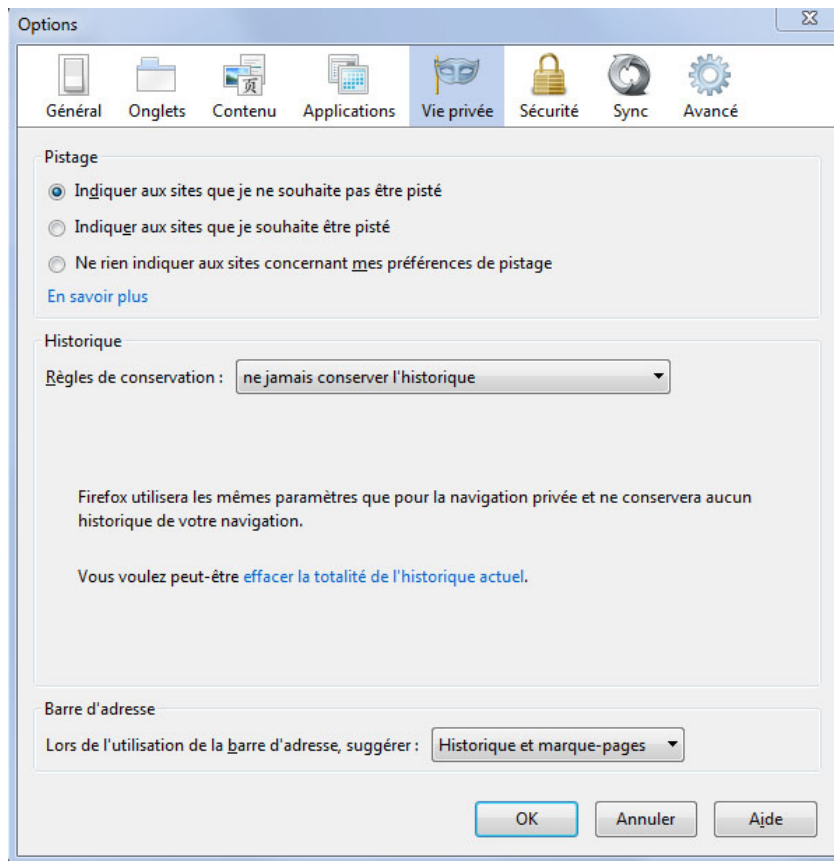 Options
Général Onglets Contenu Applications Vie privée Sécurité Sync Avancé
Pistage
Indiquer aux sites que je ne souhaite pas être pisté
Indiquer aux sites que je souhaite être pisté
Ne rien indiquer aux sites concernant mes préférences de pistage
En savoir plus
Historique
Règles de conservation : ne jamais conserver l'historique
Firefox utilisera les mêmes paramètres que pour la navigation privée et ne conservera aucun
historique de votre navigation.
Vous voulez peut-être effacer la totalité de l'historique actuel.
Barre d'adresse
Lors de l'utilisation de la barre d'adresse, suggérer : Historique et marque-pages
OK Annuler Aide